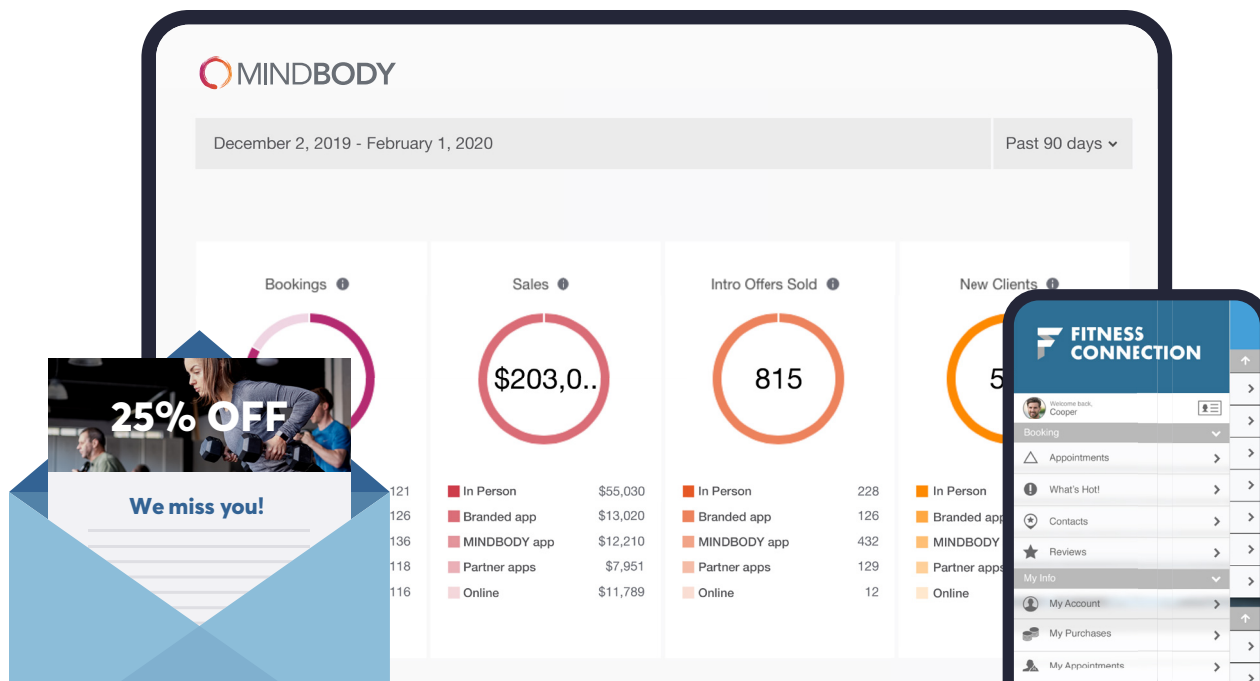 MINDBODY
December 2, 2019 - February 1, 2020
Past 90 days
Bookings
121
126
136
118
116
Sales
$203,0..
In Person $55,030
Branded app $13,020
MINDBODY app $12,210
Partner apps $7,951
Online $11,789
Intro Offers Sold
815
In Person 228
Branded app 126
MINDBODY app 432
Partner apps 129
Online 12
New Clients
5
In Person
Branded app
MINDBODY
Partner apps
Online
25% OFF
We miss you!
FITNESS
CONNECTION
Welcome back,
Cooper
Booking
Appointments
What's Hot!
Contacts
Reviews
My Info
My Account
My Purchases
My Appointments